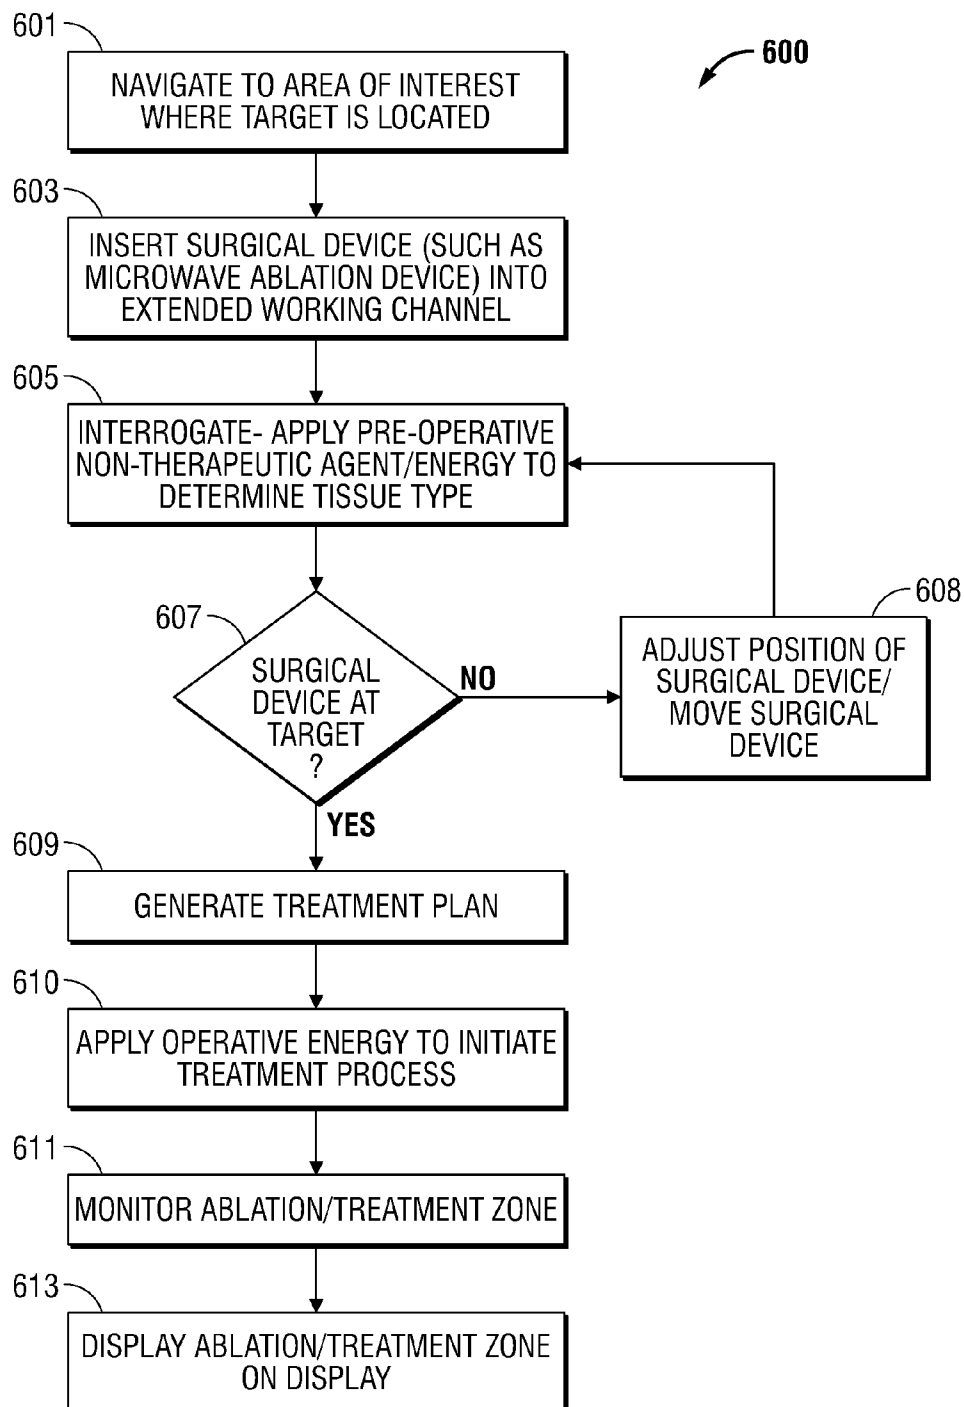 601
600
NAVIGATE TO AREA OF INTEREST
WHERE TARGET IS LOCATED
603
INSERT SURGICAL DEVICE (SUCH AS
MICROWAVE ABLATION DEVICE) INTO
EXTENDED WORKING CHANNEL
605
INTERROGATE- APPLY PRE-OPERATIVE
NON-THERAPEUTIC AGENT/ENERGY TO
DETERMINE TISSUE TYPE
607
SURGICAL
DEVICE AT
TARGET
?
NO
608
ADJUST POSITION OF
SURGICAL DEVICE/
MOVE SURGICAL
DEVICE
YES
609
GENERATE TREATMENT PLAN
610
APPLY OPERATIVE ENERGY TO INITIATE
TREATMENT PROCESS
611
MONITOR ABLATION/TREATMENT ZONE
613
DISPLAY ABLATION/TREATMENT ZONE
ON DISPLAY